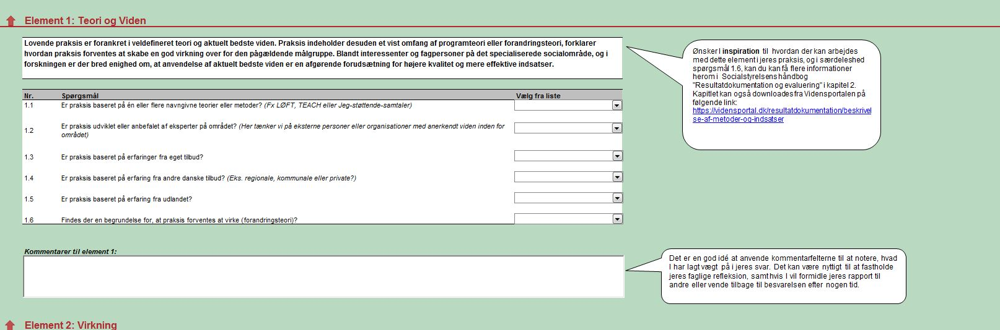 Element 1: Teori og Viden
Lovende praksis er forankret i veldefineret teori og aktuelt bedste viden. Praksis indeholder desuden et vist omfang af programteori eller forandringsteori, forklarer
hvordan praksis forventes at skabe en god virkning over for den pågældende målgruppe. Blandt interessenter og fagpersoner på det specialiserede socialområde, og i
forskningen er der bred enighed om, at anvendelse af aktuelt bedste viden er en afgørende forudsætning for højere kvalitet og mere effektive indsatser.
Ønsker I inspiration til hvordan der kan arbejdes
med dette element i jeres praksis, og i særdeleshed
spørgsmål 1.6, kan du kan få flere informationer
herom i Socialstyrelsens håndbog
"Resultatdokumentation og evaluering" i kapitel 2.
Kapitlet kan også downloades fra Vidensportalen på
følgende link:
https://vidensportal.dk/resultatdokumentation/beskrivel
se-af-metoder-og-indsatser
Nr. Spørgsmål Vælg fra liste
1.1 Er praksis baseret på én eller flere navngivne teorier eller metoder? (Fx LØFT, TEACH eller Jeg-støttende-samtaler)
1.2 Er praksis udviklet eller anbefalet af eksperter på området? (Her tænker vi på eksterne personer eller organisationer med anerkendt viden inden for
området)
1.3 Er praksis baseret på erfaringer fra eget tilbud?
1.4 Er praksis baseret på erfaring fra andre danske tilbud? (Eks. regionale, kommunale eller private?)
1.5 Er praksis baseret på erfaring fra udlandet?
1.6 Findes der en begrundelse for, at praksis forventes at virke (forandringsteori)?
Kommentarer til element 1:
Det er en god idé at anvende kommentarfelterne til at notere, hvad
I har lagt vægt på i jeres svar. Det kan være nyttigt til at fastholde
jeres faglige refleksion, samt hvis I vil formidle jeres rapport til
andre eller vende tilbage til besvarelsen efter nogen tid.
Element 2: Virkning